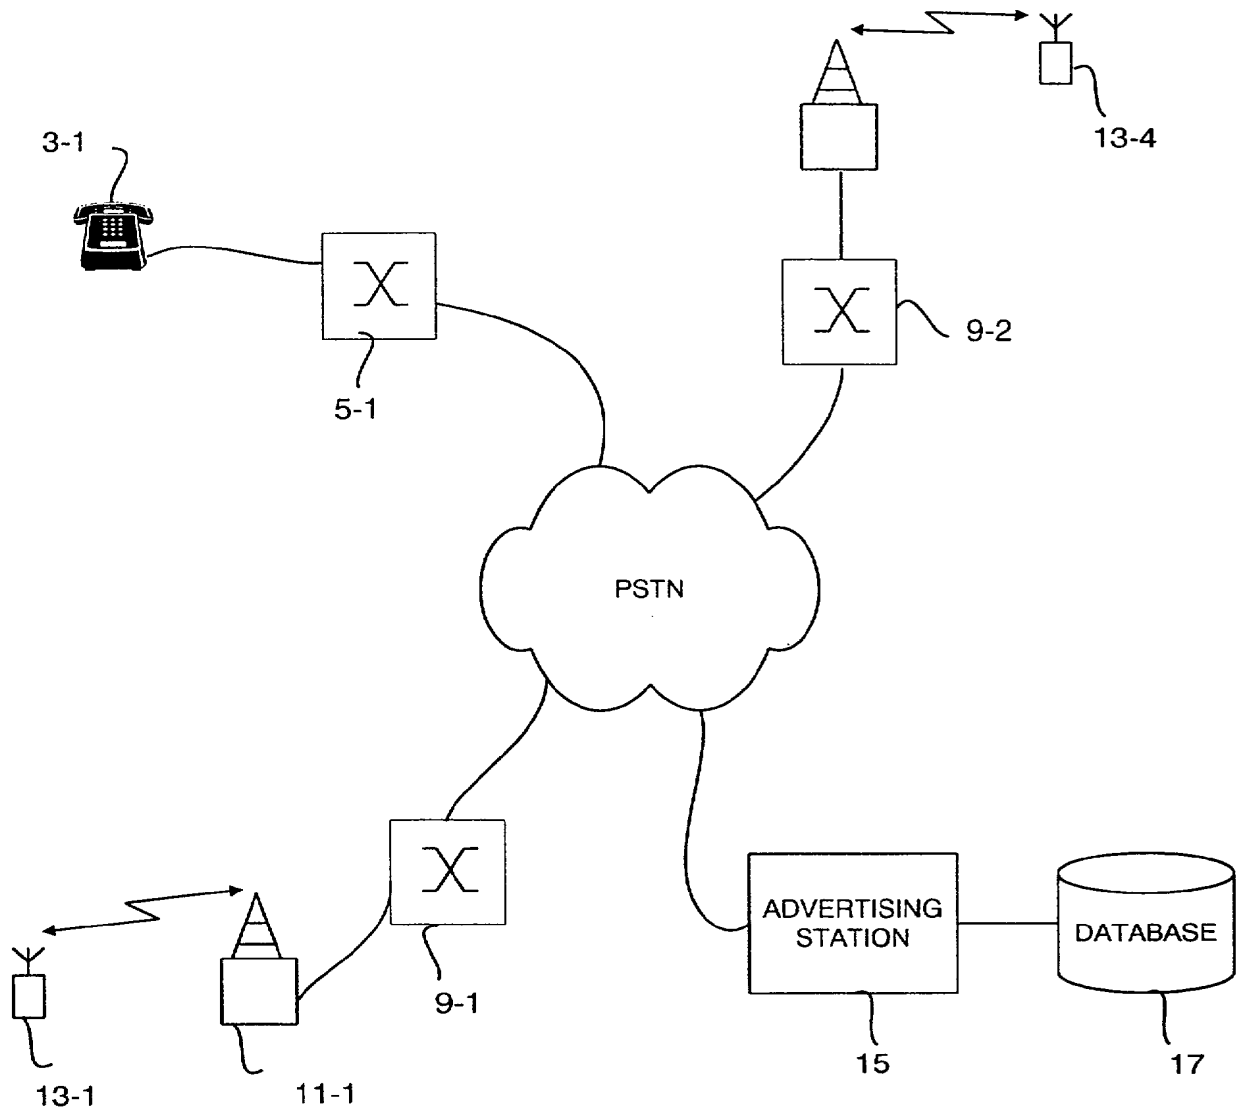 13-4
3-1
9-2
5-1
PSTN
ADVERTISING
STATION
DATABASE
9-1
15
17
13-1
11-1